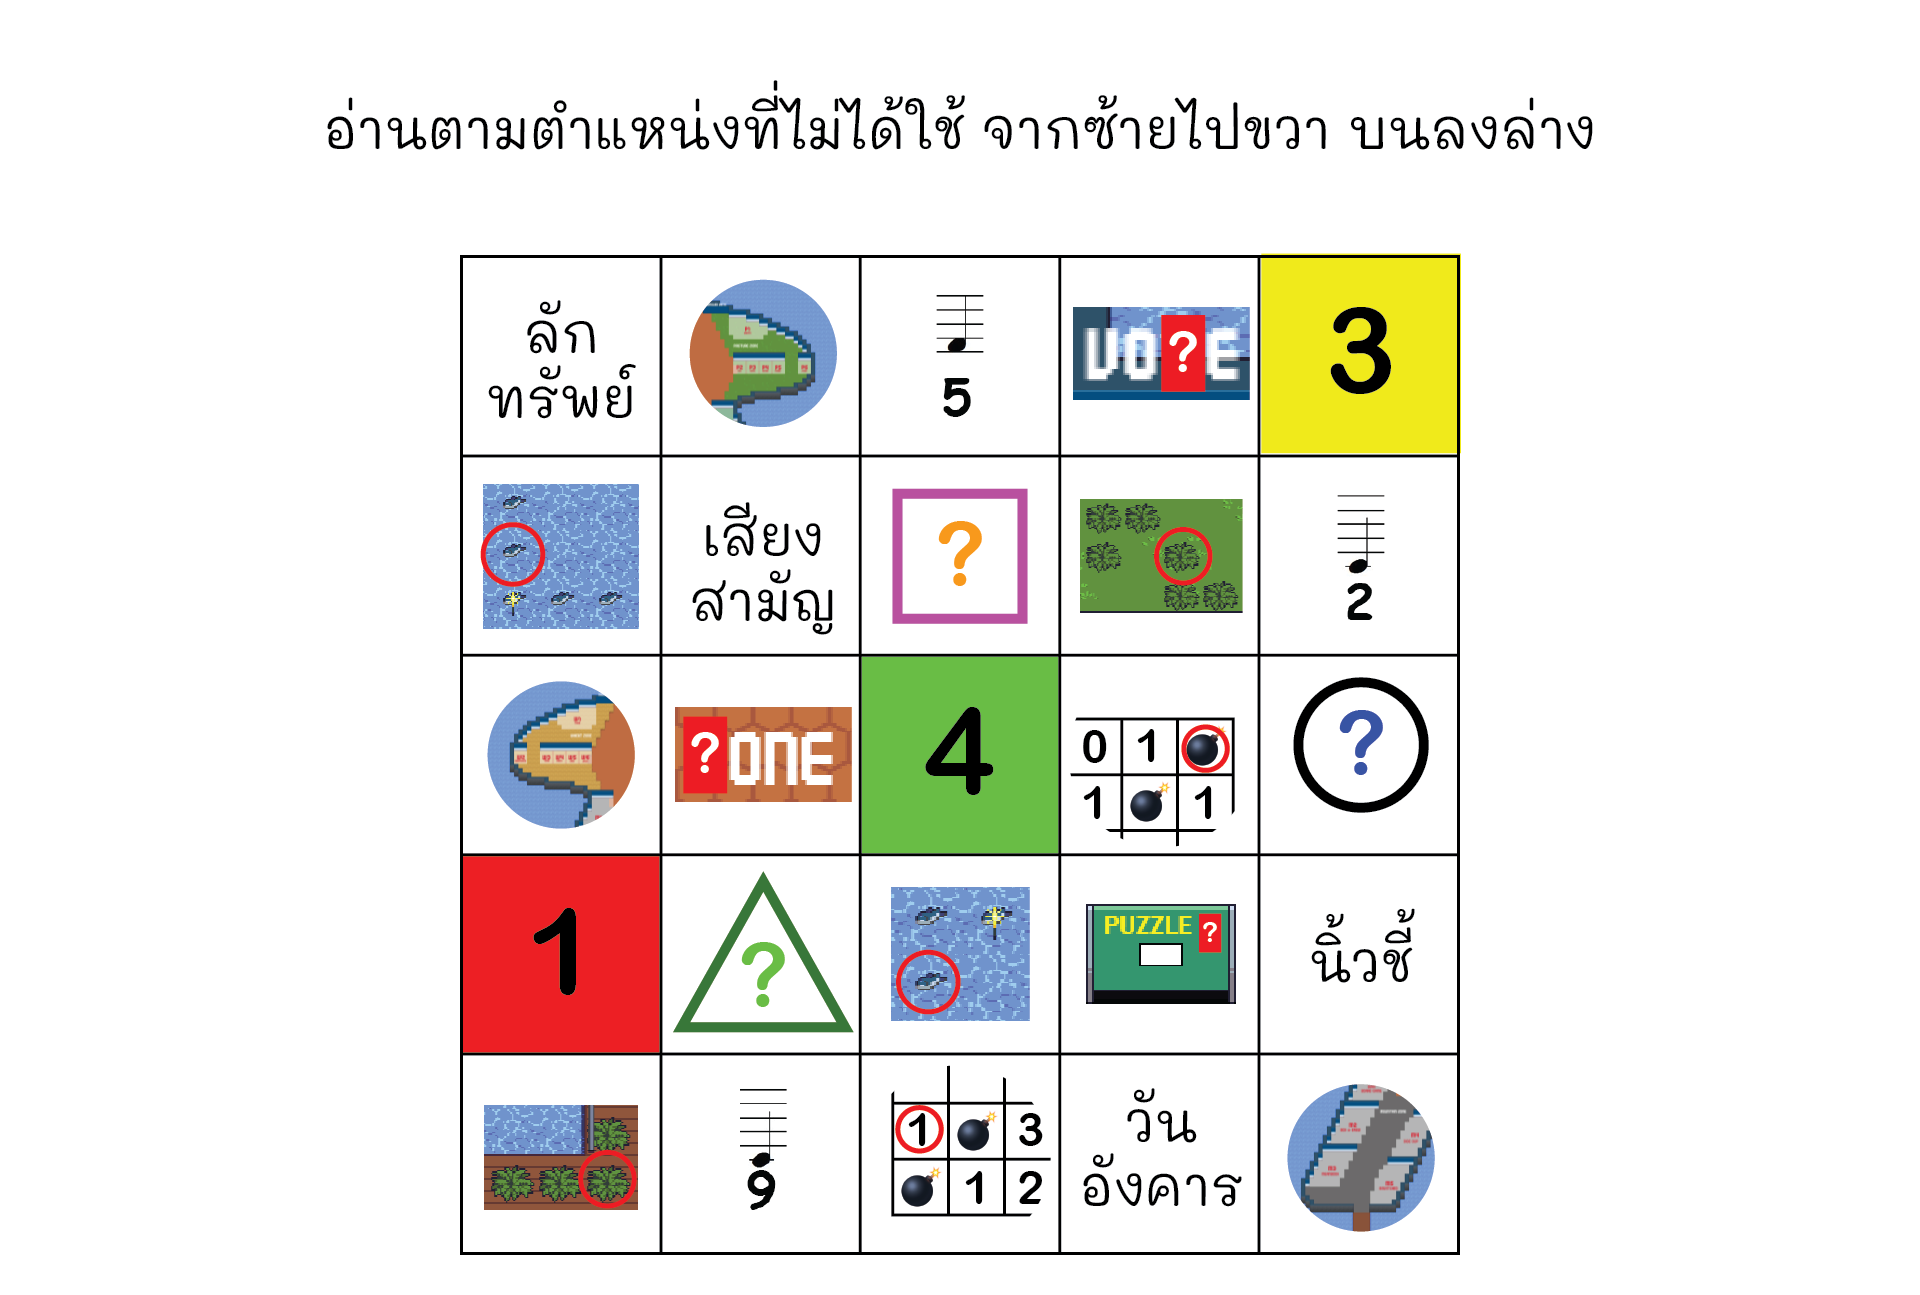 อ่านตามตำแหน่งที่ไม่ได้ใช้ จากซ้ายไปขวา บนลงล่าง
ลัก
ทรัพย์
5
VO?E
3
เสียง
สามัญ
?
2
?ONE
4
0 1
1 1
?
1
?
PUZZLE ?
นิ้วชี้
9
1 3
1 2
วัน
อังคาร